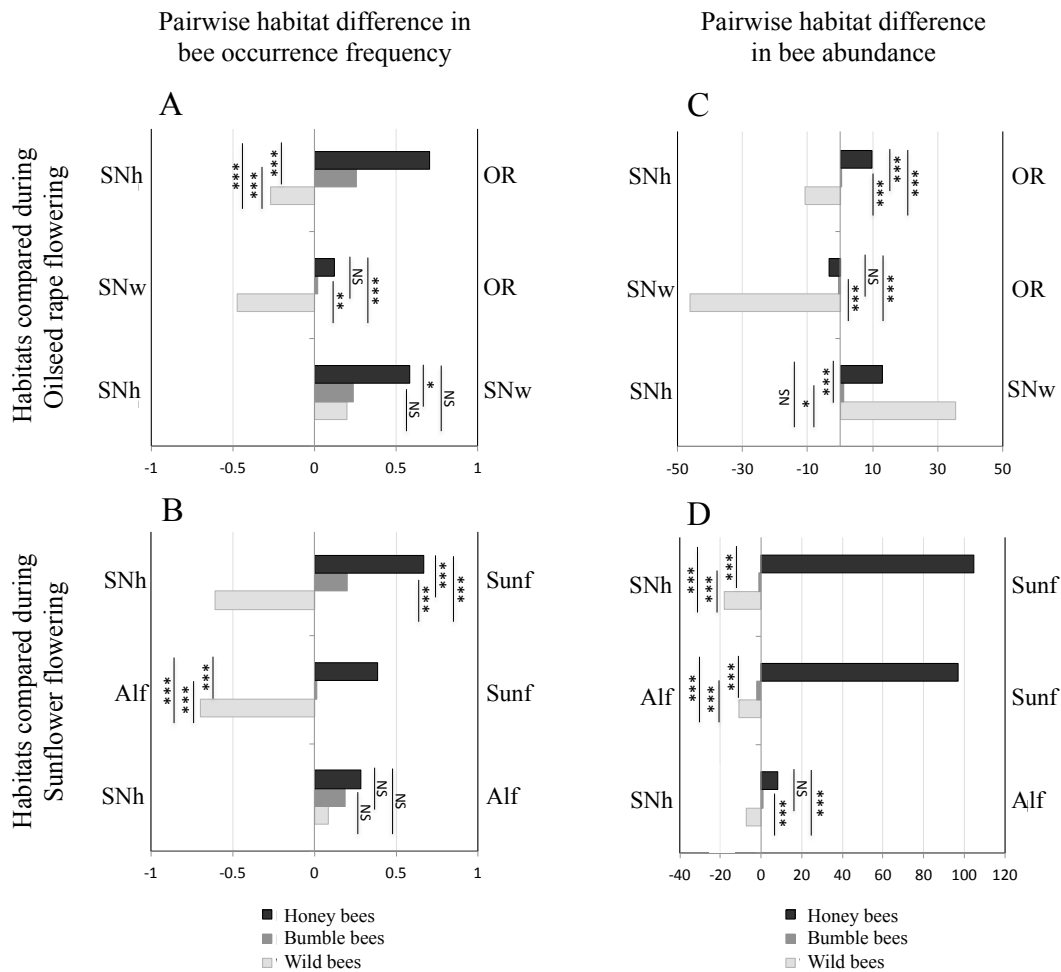 Pairwise habitat difference in
bee occurrence frequency
Pairwise habitat difference
in bee abundance
Habitats compared during
Oilseed rape flowering
A
SNh
OR
***
***
***
SNw
OR
**
NS
***
SNh
SNw
NS
*
NS
-1 -0.5 0 0.5 1
C
SNh
OR
***
***
***
SNw
OR
***
NS
***
SNh
SNw
NS
*
***
-50 -30 -10 10 30 50
Habitats compared during
Sunflower flowering
B
SNh
Sunf
***
***
***
Alf
Sunf
***
***
***
SNh
Alf
NS
NS
NS
-1 -0.5 0 0.5 1
D
SNh
Sunf
***
***
***
Alf
Sunf
***
***
***
SNh
Alf
***
NS
***
-40 -20 0 20 40 60 80 100 120
Honey bees
Bumble bees
Wild bees
Honey bees
Bumble bees
Wild bees